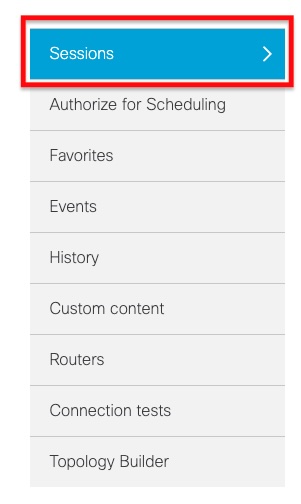 Sessions
Authorize for Scheduling
Favorites
Events
History
Custom content
Routers
Connection tests
Topology Builder